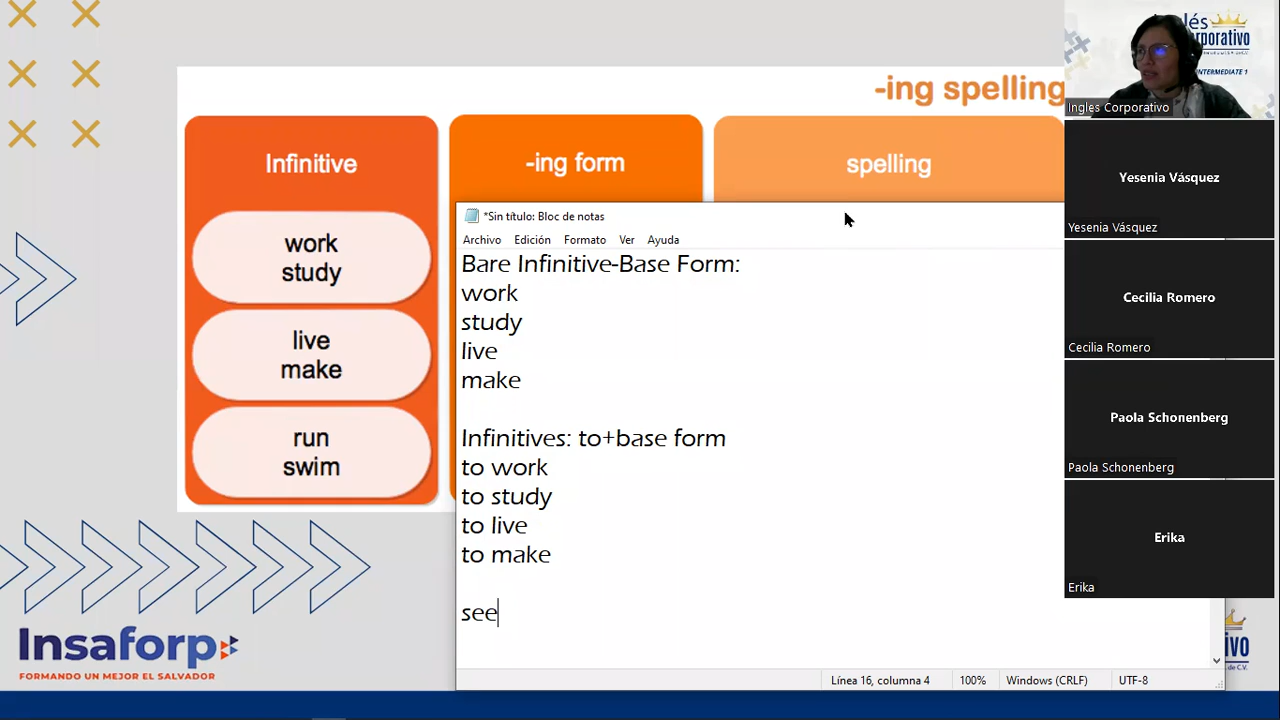 -ing spelling
Infinitive
-ing form
spelling
work
study
live
make
run
swim
*Sin título: Bloc de notas
Archivo Edición Formato Ver Ayuda
Bare Infinitive-Base Form:
work
study
live
make
Infinitives: to+base form
to work
to study
to live
to make
see
Línea 16, columna 4 100% Windows (CRLF) UTF-8
Insaforp
FORMANDO UN MEJOR EL SALVADOR
INTERMEDIATE 1
Ingles Corporativo
Yesenia Vásquez
Yesenia Vásquez
Cecilia Romero
Cecilia Romero
Paola Schonenberg
Paola Schonenberg
Erika
Erika